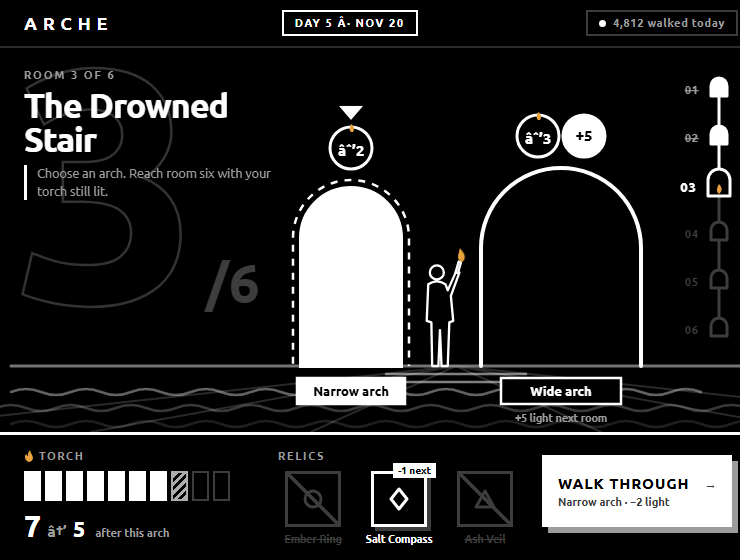 ARCHE
DAY 5 Â· NOV 20
4,812 walked today
ROOM 3 OF 6
3
/6
The Drowned
Stair
Choose an arch. Reach room six with your
torch still lit.
âˆ’2
âˆ’3
+5
01
02
03
04
05
06
Narrow arch
Wide arch
+5 light next room
TORCH
7 â†’ 5 after this arch
RELICS
-1 next
Ember Ring
Salt Compass
Ash Veil
WALK THROUGH →
Narrow arch · −2 light